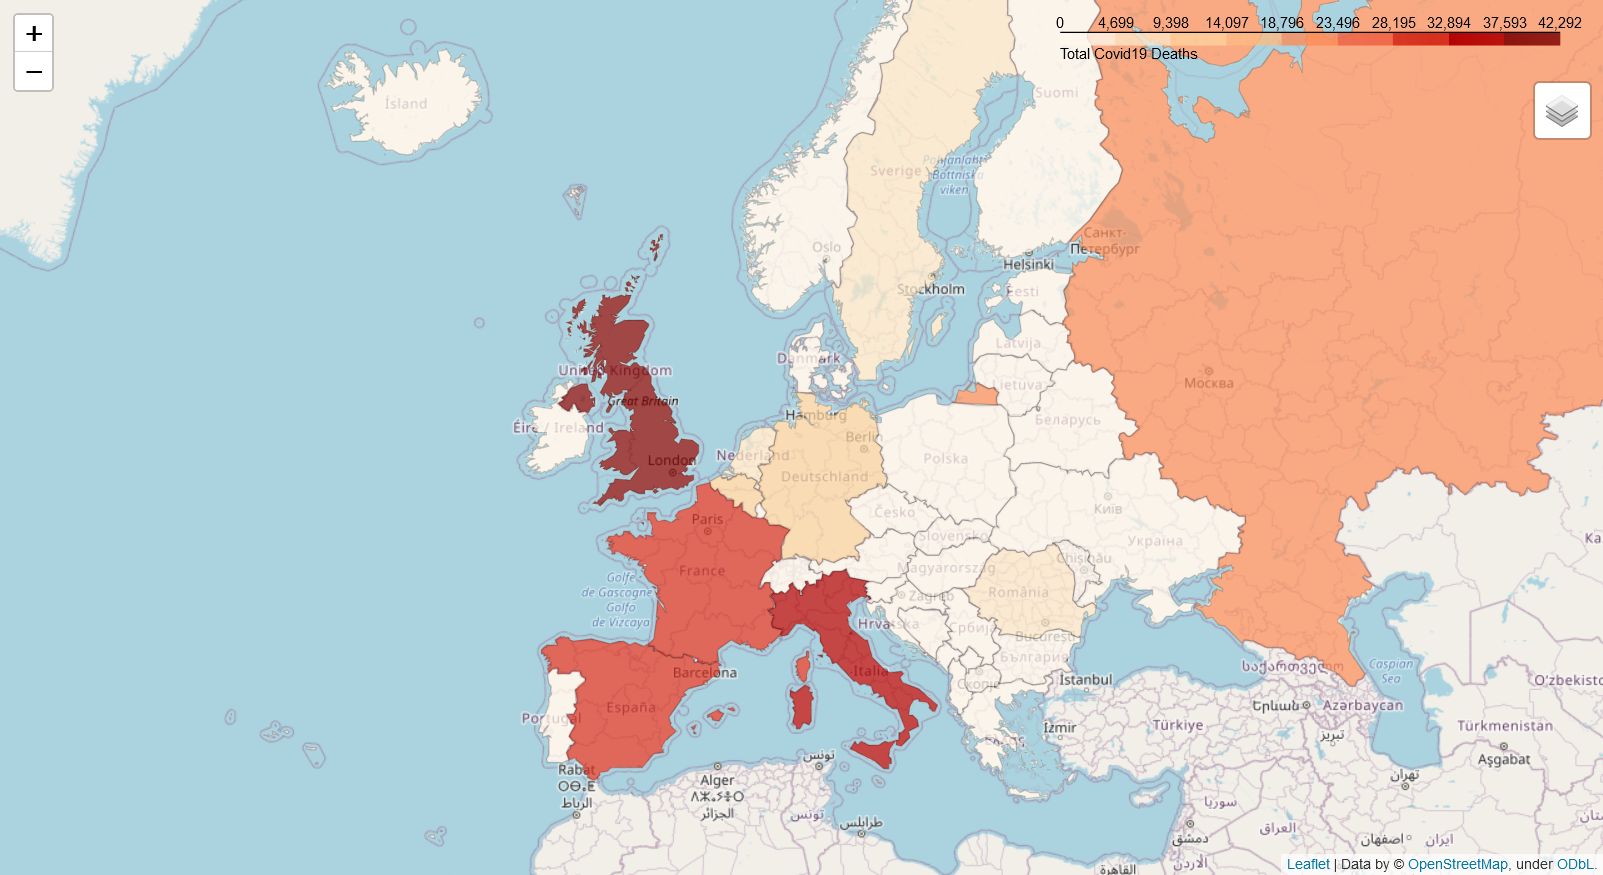 +
−
0 4,699 9,398 14,097 18,796 23,496 28,195 32,894 37,593 42,292
Total Covid19 Deaths
Ísland
Suomi
Pohjanlahti
Bottniska
viken
Sverige
Oslo
Санкт-
Петербург
Helsinki
Stockholm
Eesti
Latvija
Danmark
United Kingdom
Lietuva
Москва
Great Britain
Hamburg
Беларусь
Éire / Ireland
Berlin
Nederland
London
Polska
Deutschland
Česko
Київ
Paris
Slovensko
Україна
Chișinău
Magyarország
France
Golfe
de Gascogne
Golfo
de Vizcaya
România
Zagreb
Hrvatska
Србија
București
България
Barcelona
Italia
Caspian
Sea
İstanbul
O'zbekisto
España
Portugal
Երևան
Azərbaycan
İzmir
Türkiye
Türkmenistan
تبريز
Aşgabat
تونس
Rabat
ⵔⴱⴰⵟ
الرباط
Alger
الجزائر
تونس
طرابلس
سوريا
دمشق
العراق
تهران
اصفهان
ایران
الأردن
القاهرة
Leaflet | Data by © OpenStreetMap, under ODbL.